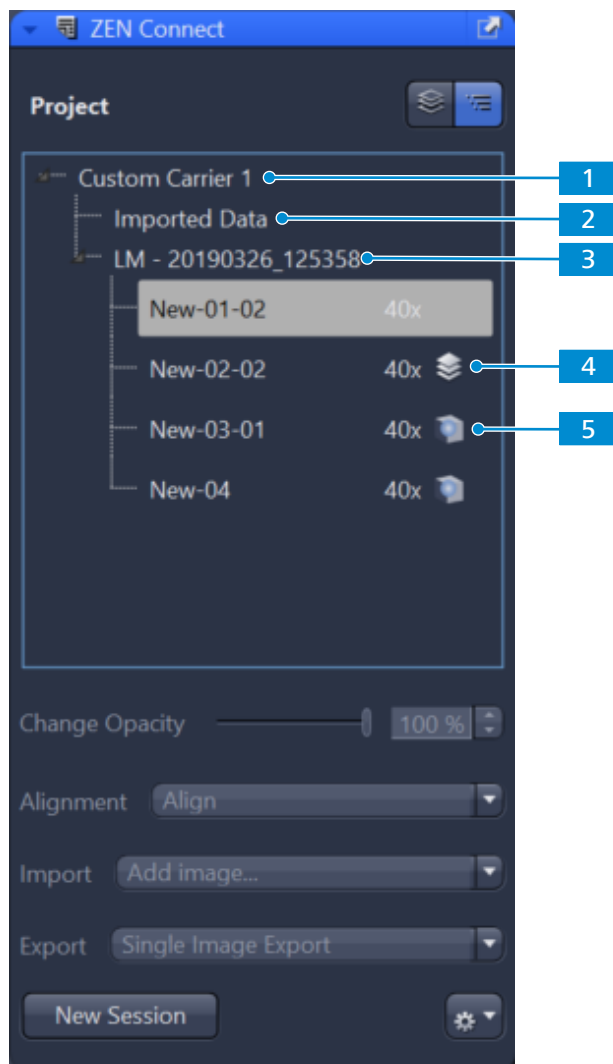 ZEN Connect
Project
Custom Carrier 1 1
Imported Data 2
LM - 20190326_125358 3
New-01-02 40x
New-02-02 40x 4
New-03-01 40x 5
New-04 40x
Change Opacity 100 %
Alignment Align
Import Add image...
Export Single Image Export
New Session